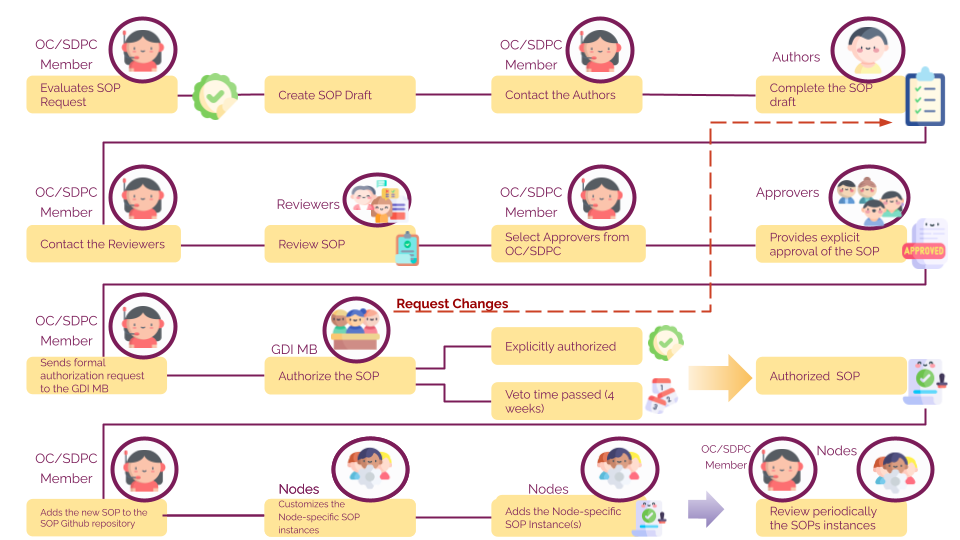 OC/SDPC
Member
Evaluates SOP
Request
Create SOP Draft
OC/SDPC
Member
Contact the Authors
Authors
Complete the SOP
draft
OC/SDPC
Member
Contact the Reviewers
Reviewers
Review SOP
OC/SDPC
Member
Select Approvers from
OC/SDPC
Approvers
Provides explicit
approval of the SOP
APPROVED
Request Changes
OC/SDPC
Member
Sends formal
authorization request
to the GDI MB
GDI MB
Authorize the SOP
Explicitly authorized
Veto time passed (4
weeks)
1
2
3
Authorized SOP
OC/SDPC
Member
Adds the new SOP to the
SOP Github repository
Nodes
Customizes the
Node-specific SOP
instances
Nodes
Adds the Node-specific
SOP Instance(s)
OC/SDPC
Member
Nodes
Review periodically
the SOPs instances